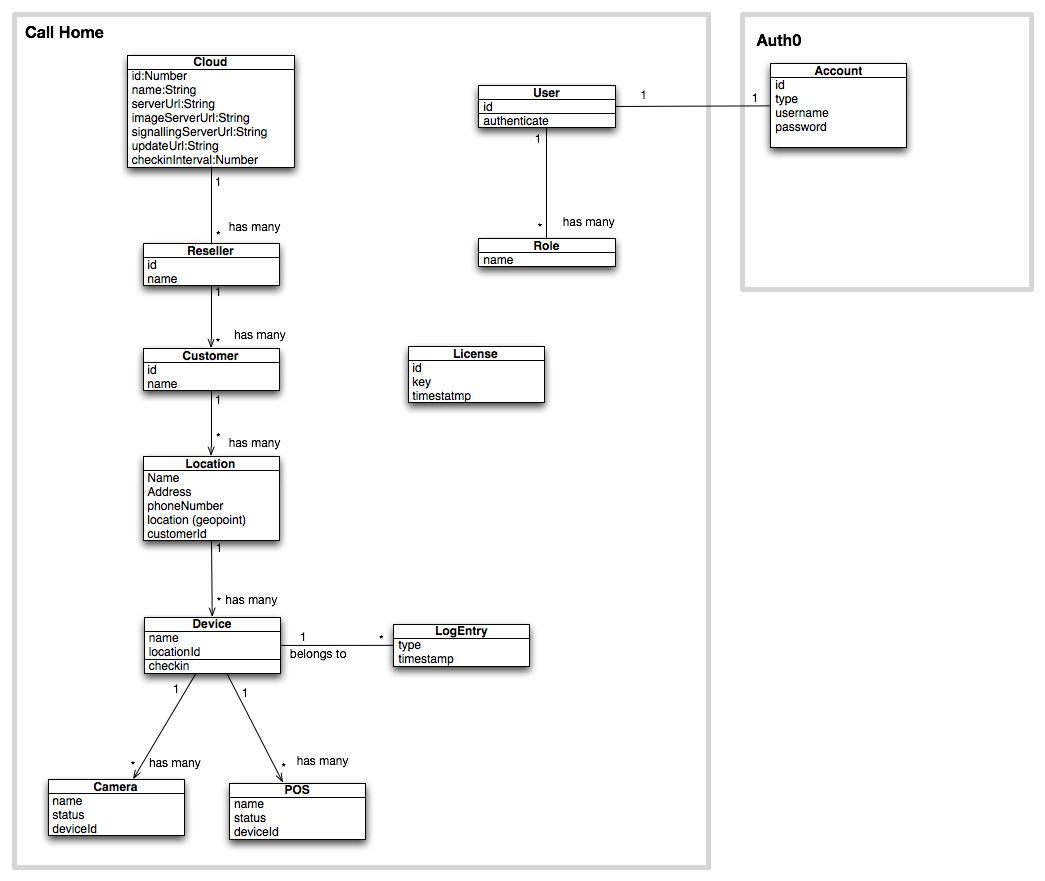 Call Home
Cloud
id:Number
name:String
serverUrl:String
imageServerUrl:String
signallingServerUrl:String
updateUrl:String
checkinInterval:Number
1
* has many
Reseller
id
name
1
* has many
Customer
id
name
1
* has many
Location
Name
Address
phoneNumber
location (geopoint)
customerId
1
* has many
Device
name
locationId
checkin
1 *
belongs to
LogEntry
type
timestamp
1
* has many
Camera
name
status
deviceId
1
* has many
POS
name
status
deviceId
User
id
authenticate
1 1
1
* has many
Role
name
License
id
key
timestatmp
Auth0
Account
id
type
username
password